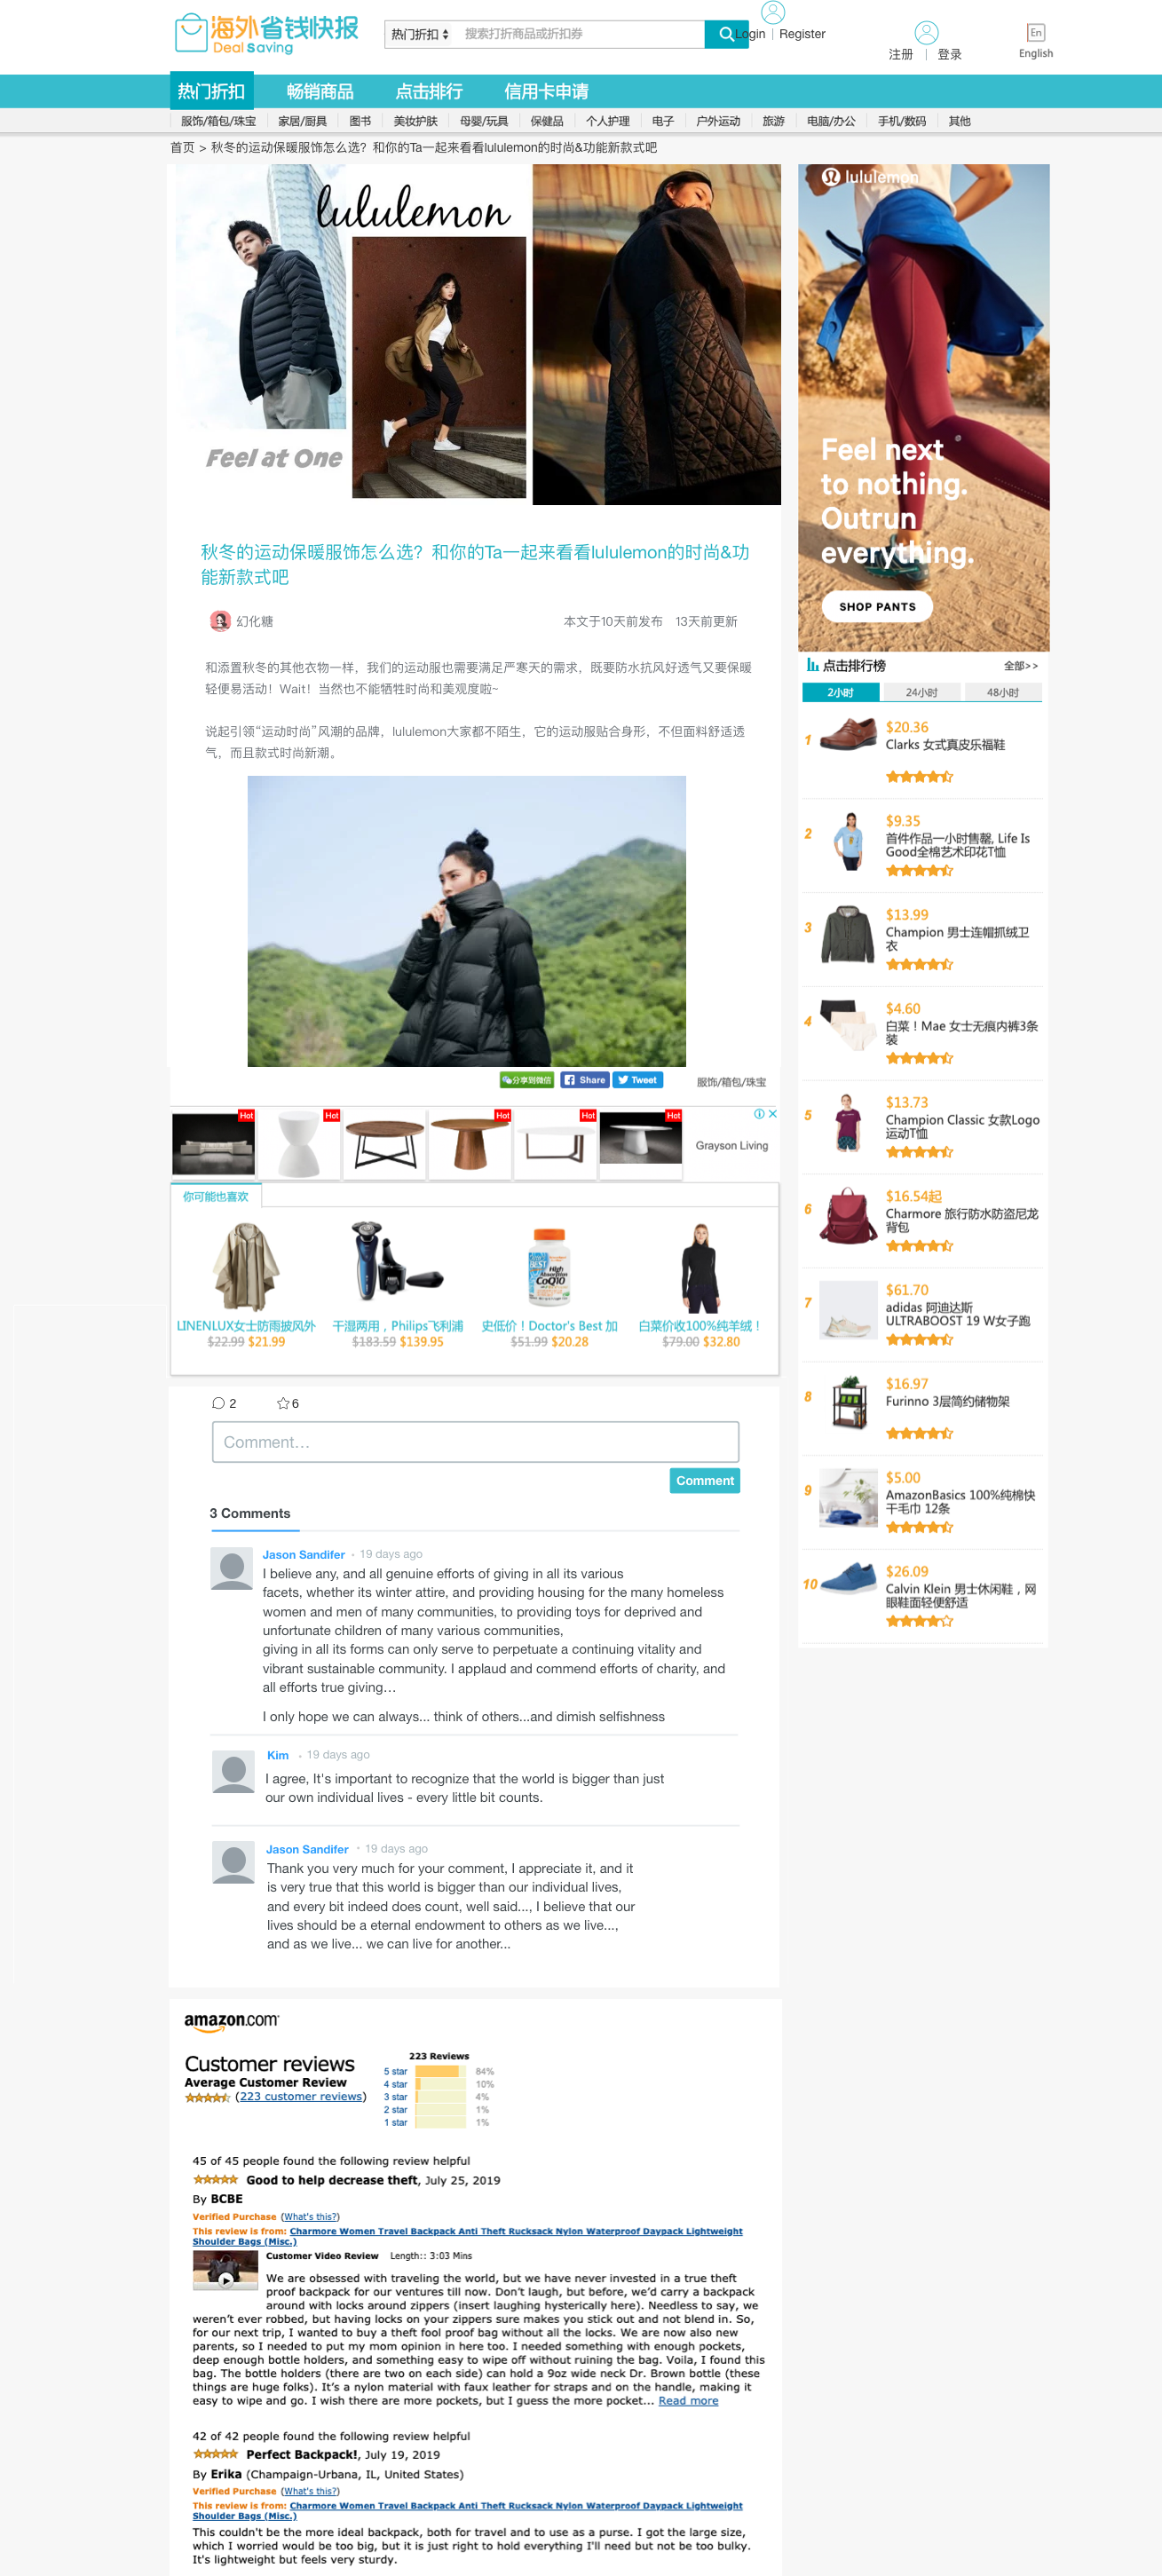 海外省钱快报
Deal Saving
热门折扣
搜索打折商品或折扣券
Login | Register
注册 | 登录
En
English
热门折扣 畅销商品 点击排行 信用卡申请
服饰/箱包/珠宝 家居/厨具 图书 美妆护肤 母婴/玩具 保健品 个人护理 电子 户外运动 旅游 电脑/办公 手机/数码 其他
首页 > 秋冬的运动保暖服饰怎么选？和你的Ta一起来看看lululemon的时尚&功能新款式吧
lululemon
Feel at One
秋冬的运动保暖服饰怎么选？和你的Ta一起来看看lululemon的时尚&功
能新款式吧
幻化糖
本文于10天前发布 13天前更新
和添置秋冬的其他衣物一样，我们的运动服也需要满足严寒天的需求，既要防水抗风好透气又要保暖
轻便易活动！Wait！当然也不能牺牲时尚和美观度啦~
说起引领“运动时尚”风潮的品牌，lululemon大家都不陌生，它的运动服贴合身形，不但面料舒适透
气，而且款式时尚新潮。
分享到微信 Share Tweet 服饰/箱包/珠宝
Hot Hot Hot Hot Hot
Grayson Living
你可能也喜欢
LINENLUX女士防雨披风外
$22.99 $21.99
干湿两用，Philips飞利浦
$183.59 $139.95
史低价！Doctor's Best 加
$51.99 $20.28
白菜价收100%纯羊绒！
$79.00 $32.80
Doctor's BEST
High Absorption
CoQ10
2 6
Comment...
Comment
3 Comments
Jason Sandifer • 19 days ago
I believe any, and all genuine efforts of giving in all its various
facets, whether its winter attire, and providing housing for the many homeless
women and men of many communities, to providing toys for deprived and
unfortunate children of many various communities,
giving in all its forms can only serve to perpetuate a continuing vitality and
vibrant sustainable community. I applaud and commend efforts of charity, and
all efforts true giving…
I only hope we can always... think of others...and dimish selfishness
Kim • 19 days ago
I agree, It's important to recognize that the world is bigger than just
our own individual lives - every little bit counts.
Jason Sandifer • 19 days ago
Thank you very much for your comment, I appreciate it, and it
is very true that this world is bigger than our individual lives,
and every bit indeed does count, well said..., I believe that our
lives should be a eternal endowment to others as we live...,
and as we live... we can live for another...
amazon.com
Customer reviews
Average Customer Review
(223 customer reviews)
223 Reviews
5 star 84%
4 star 10%
3 star 4%
2 star 1%
1 star 1%
45 of 45 people found the following review helpful
Good to help decrease theft, July 25, 2019
By BCBE
Verified Purchase (What's this?)
This review is from: Charmore Women Travel Backpack Anti Theft Rucksack Nylon Waterproof Daypack Lightweight
Shoulder Bags (Misc.)
Customer Video Review Length:: 3:03 Mins
We are obsessed with traveling the world, but we have never invested in a true theft
proof backpack for our ventures till now. Don’t laugh, but before, we’d carry a backpack
around with locks around zippers (insert laughing hysterically here). Needless to say, we
weren’t ever robbed, but having locks on your zippers sure makes you stick out and not blend in. So,
for our next trip, I wanted to buy a theft fool proof bag without all the locks. We are now also new
parents, so I needed to put my mom opinion in here too. I needed something with enough pockets,
deep enough bottle holders, and something easy to wipe off without ruining the bag. Voila, I found this
bag. The bottle holders (there are two on each side) can hold a 9oz wide neck Dr. Brown bottle (these
things are huge folks). It’s a nylon material with faux leather for straps and on the handle, making it
easy to wipe and go. I wish there are more pockets, but I guess the more pocket... Read more
42 of 42 people found the following review helpful
Perfect Backpack!, July 19, 2019
By Erika (Champaign-Urbana, IL, United States)
Verified Purchase (What's this?)
This review is from: Charmore Women Travel Backpack Anti Theft Rucksack Nylon Waterproof Daypack Lightweight
Shoulder Bags (Misc.)
This couldn't be the more ideal backpack, both for travel and to use as a purse. I got the large size,
which I worried would be too big, but it is just right to hold everything I'll need but not be too bulky.
It's lightweight but feels very sturdy.
lululemon
Feel next
to nothing.
Outrun
everything.
SHOP PANTS
点击排行榜 全部>>
2小时 24小时 48小时
1
$20.36
Clarks 女式真皮乐福鞋
2
$9.35
首件作品一小时售罄, Life Is
Good全棉艺术印花T恤
3
$13.99
Champion 男士连帽抓绒卫
衣
4
$4.60
白菜！Mae 女士无痕内裤3条
装
5
$13.73
Champion Classic 女款Logo
运动T恤
6
$16.54起
Charmore 旅行防水防盗尼龙
背包
7
$61.70
adidas 阿迪达斯
ULTRABOOST 19 W女子跑
8
$16.97
Furinno 3层简约储物架
9
$5.00
AmazonBasics 100%纯棉快
干毛巾 12条
10
$26.09
Calvin Klein 男士休闲鞋，网
眼鞋面轻便舒适